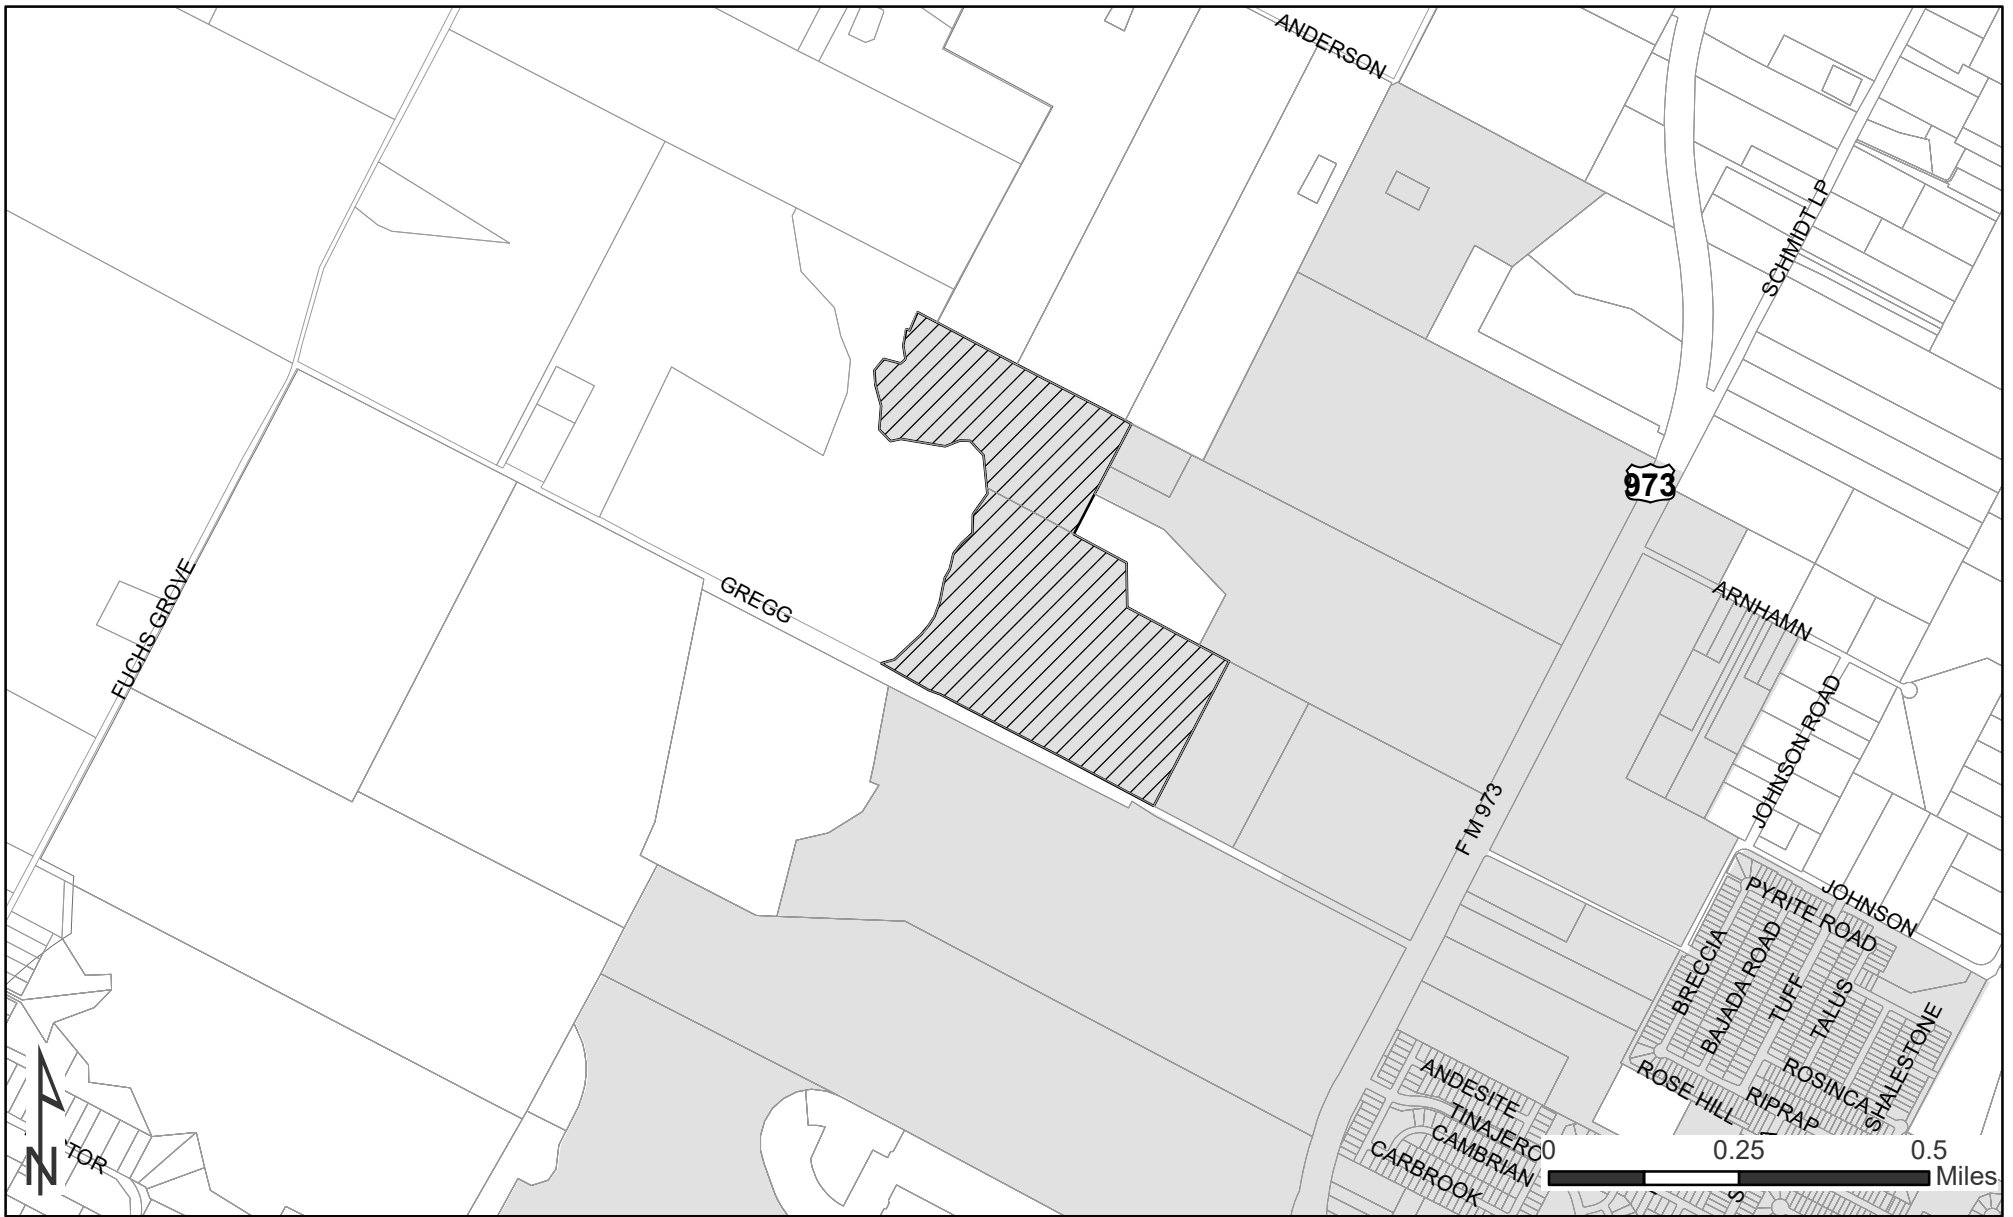 ANDERSON
SCHMIDT LP
973
FUCHS GROVE
GREGG
ARNHAMN
JOHNSON ROAD
F M 973
JOHNSON
PYRITE ROAD
BRECCIA
BAJADA ROAD
TUFF
TALUS
SHALESTONE
ROSINCA
ROSE HILL
RIPRAP
ANDESITE
TINAJERO
CAMBRIAN
CARBROOK
TOR
N
0 0.25 0.5
Miles